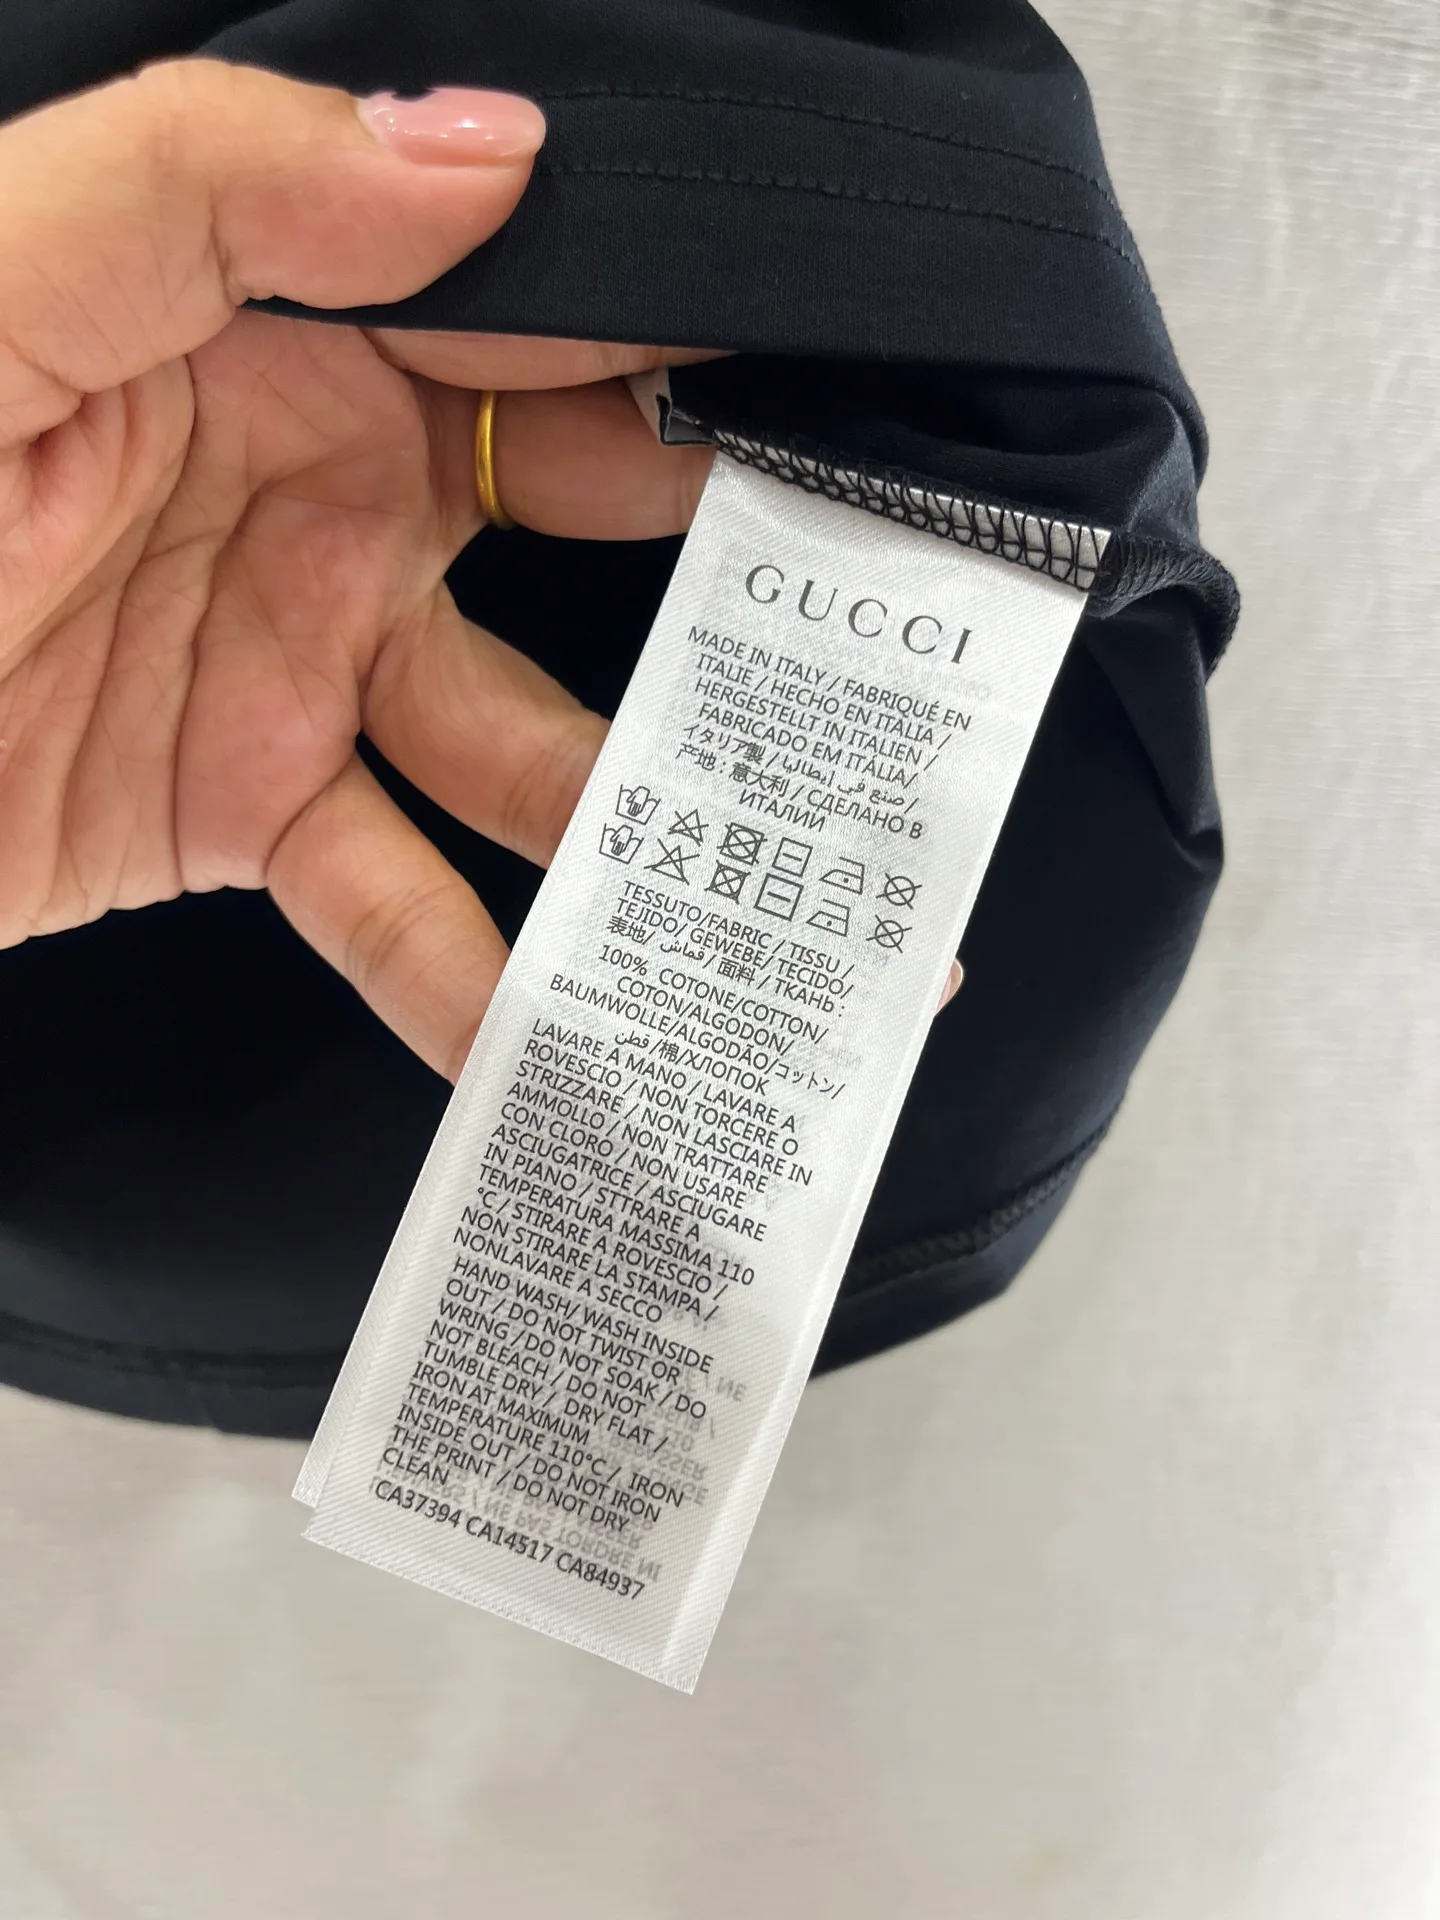 GUCCI
MADE IN ITALY / FABRIQUÉ EN
ITALIE / HECHO EN ITALIA /
HERGESTELLT IN ITALIEN /
FABRICADO EM ITÁLIA/
イタリア製 / صنع في إيطاليا /
产地 : 意大利 / СДЕЛАНО В
ИТАЛИИ
TESSUTO/FABRIC / TISSU /
TEJIDO/ GEWEBE/ TECIDO/
表地/ قماش / 面料 / ТКАНЬ :
100% COTONE/COTTON/
COTON/ALGODON/
BAUMWOLLE/ALGODÃO/コットン/
قطن /棉/ХЛОПОК
LAVARE A MANO / LAVARE A
ROVESCIO / NON TORCERE O
STRIZZARE / NON LASCIARE IN
AMMOLLO / NON TRATTARE
CON CLORO / NON USARE
ASCIUGATRICE / ASCIUGARE
IN PIANO / STTRARE A
TEMPERATURA MASSIMA 110
°C / STIRARE A ROVESCIO /
NON STIRARE LA STAMPA /
NONLAVARE A SECCO
HAND WASH/ WASH INSIDE
OUT / DO NOT TWIST OR
WRING / DO NOT SOAK / DO
NOT BLEACH / DO NOT
TUMBLE DRY / DRY FLAT /
IRON AT MAXIMUM
TEMPERATURE 110°C / IRON
INSIDE OUT / DO NOT IRON
THE PRINT / DO NOT DRY
CLEAN
CA37394 CA14517 CA84937